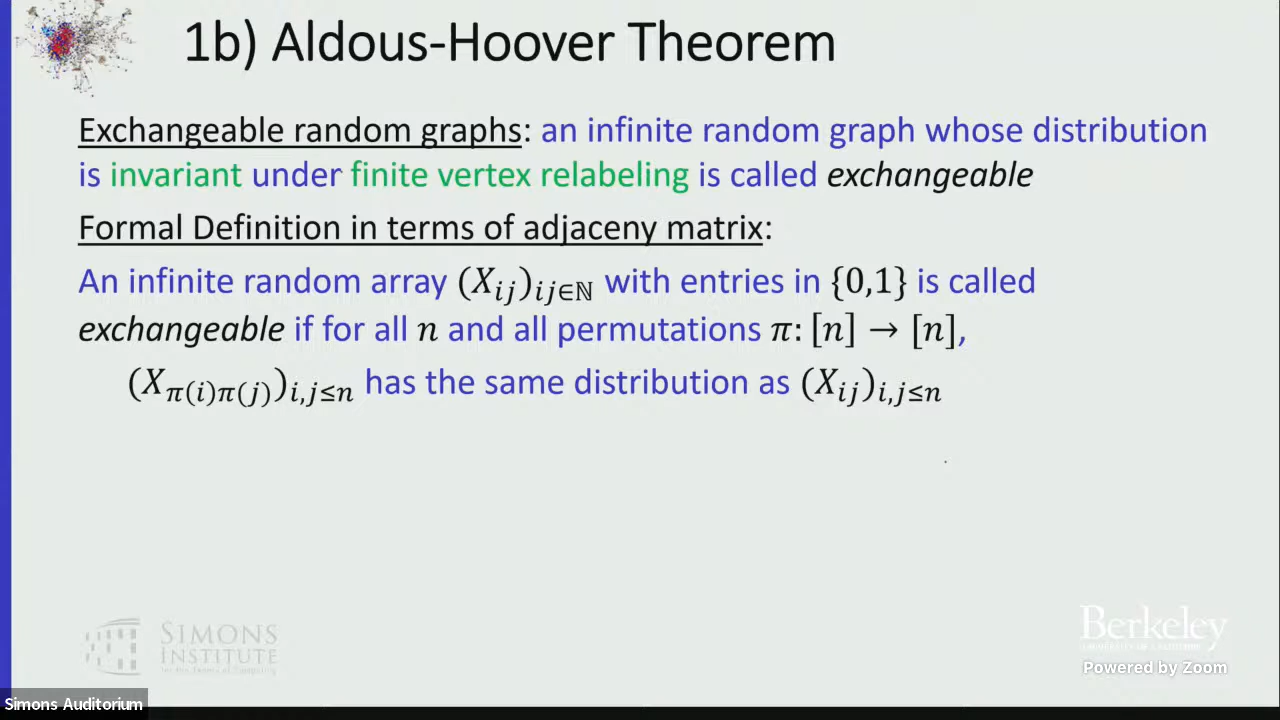 1b) Aldous-Hoover Theorem
Exchangeable random graphs: an infinite random graph whose distribution
is invariant under finite vertex relabeling is called exchangeable
Formal Definition in terms of adjaceny matrix:
An infinite random array (X_{ij})_{ij∈ℕ} with entries in {0,1} is called
exchangeable if for all n and all permutations π: [n] → [n],
(X_{π(i)π(j)})_{i,j≤n} has the same distribution as (X_{ij})_{i,j≤n}
SIMONS
INSTITUTE
Berkeley
Powered by Zoom
Simons Auditorium